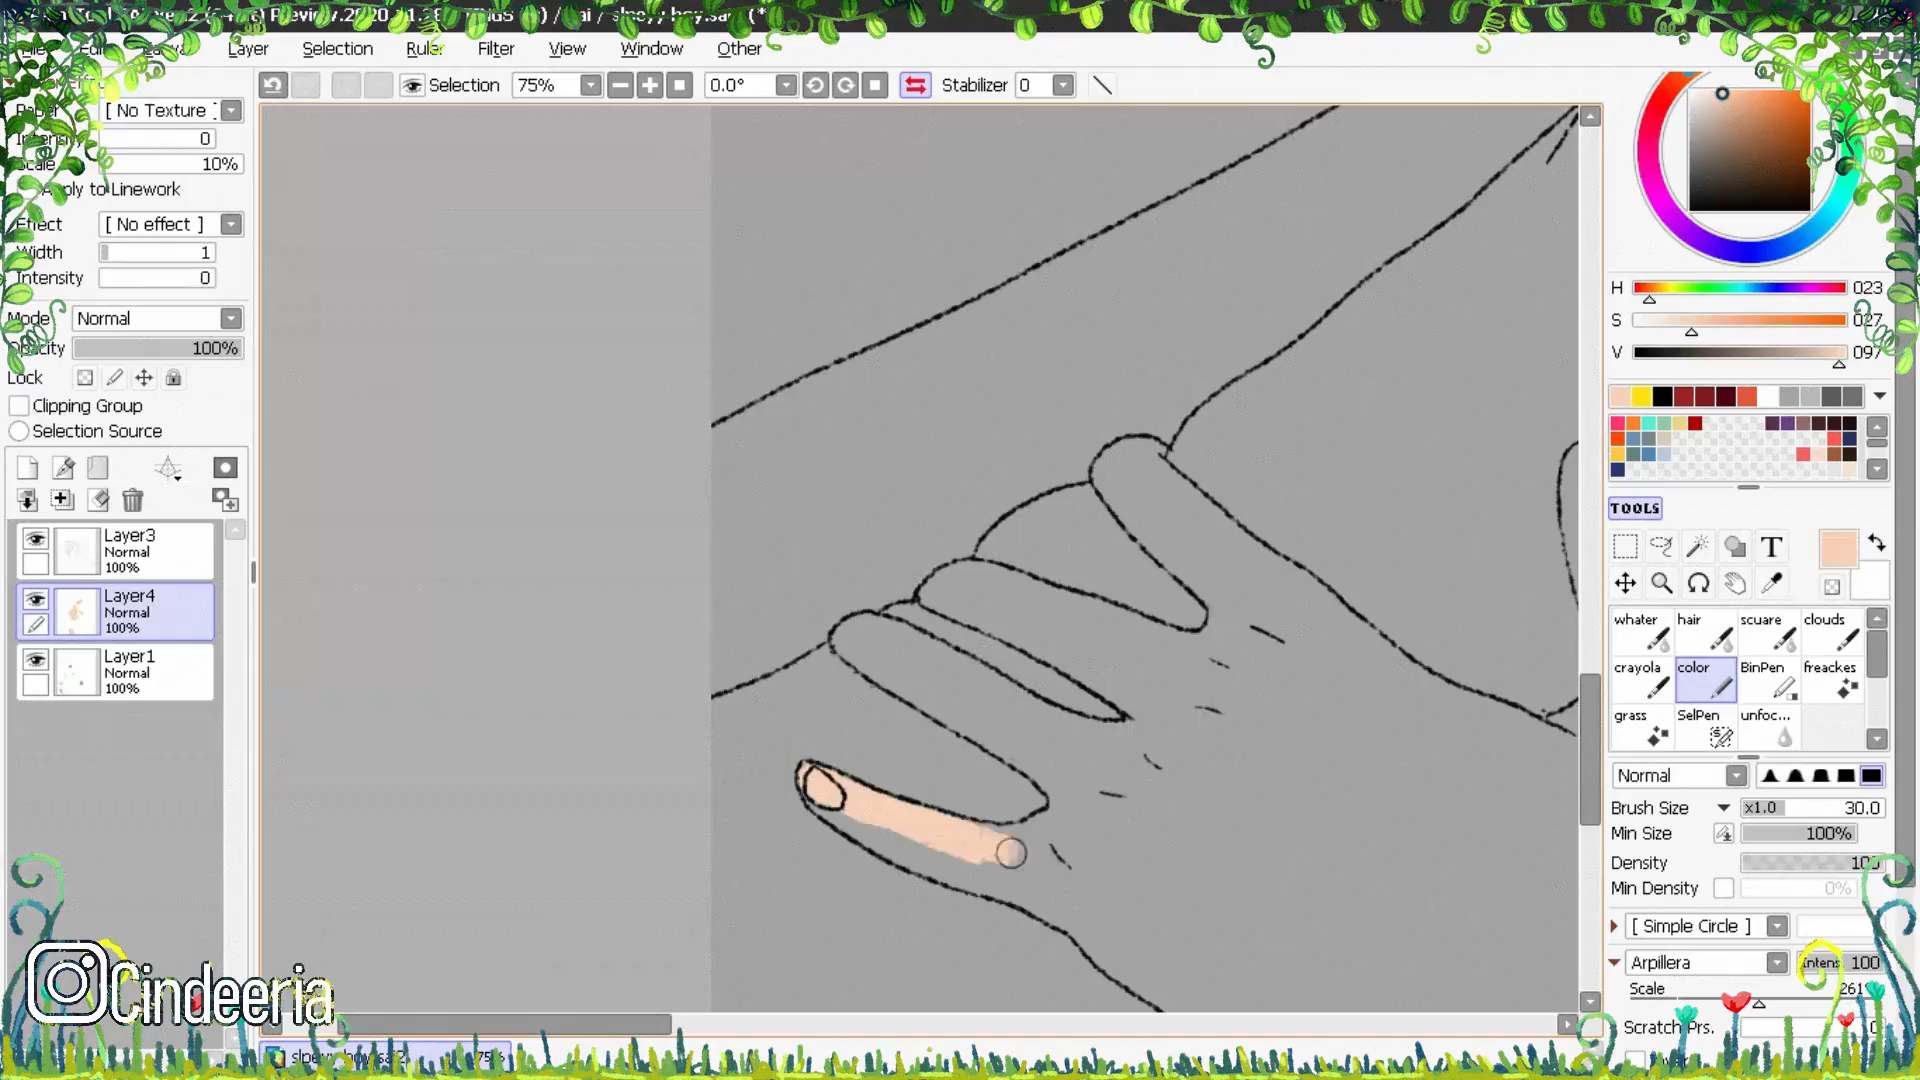 Layer
Selection
Ruler
Filter
View
Window
Other
Selection
75%
0.0°
Stabilizer 0
Paper
[ No Texture ]
Intensity
0
Scale
10%
Apply to Linework
Effect
[ No effect ]
Width
1
Intensity
0
Mode
Normal
Opacity
100%
Lock
Clipping Group
Selection Source
Layer3
Normal
100%
Layer4
Normal
100%
Layer1
Normal
100%
H 023
S 027
V 097
TOOLS
T
whater
hair
scuare
clouds
crayola
color
BinPen
freackes
grass
SelPen
unfoc...
Normal
Brush Size
x1.0
30.0
Min Size
100%
Density
100
Min Density
0%
[ Simple Circle ]
Arpillera
Intens. 100
Scale
261
Scratch Prs.
0
Cindeeria
75%